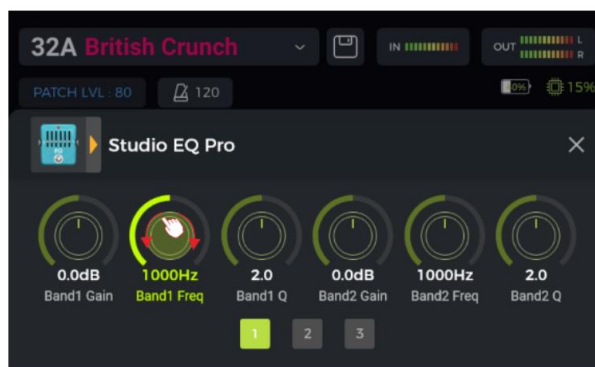 32A British Crunch
IN
OUT
L
R
PATCH LVL : 80
120
15%
Studio EQ Pro
0.0dB
1000Hz
2.0
0.0dB
1000Hz
2.0
Band1 Gain
Band1 Freq
Band1 Q
Band2 Gain
Band2 Freq
Band2 Q
1
2
3